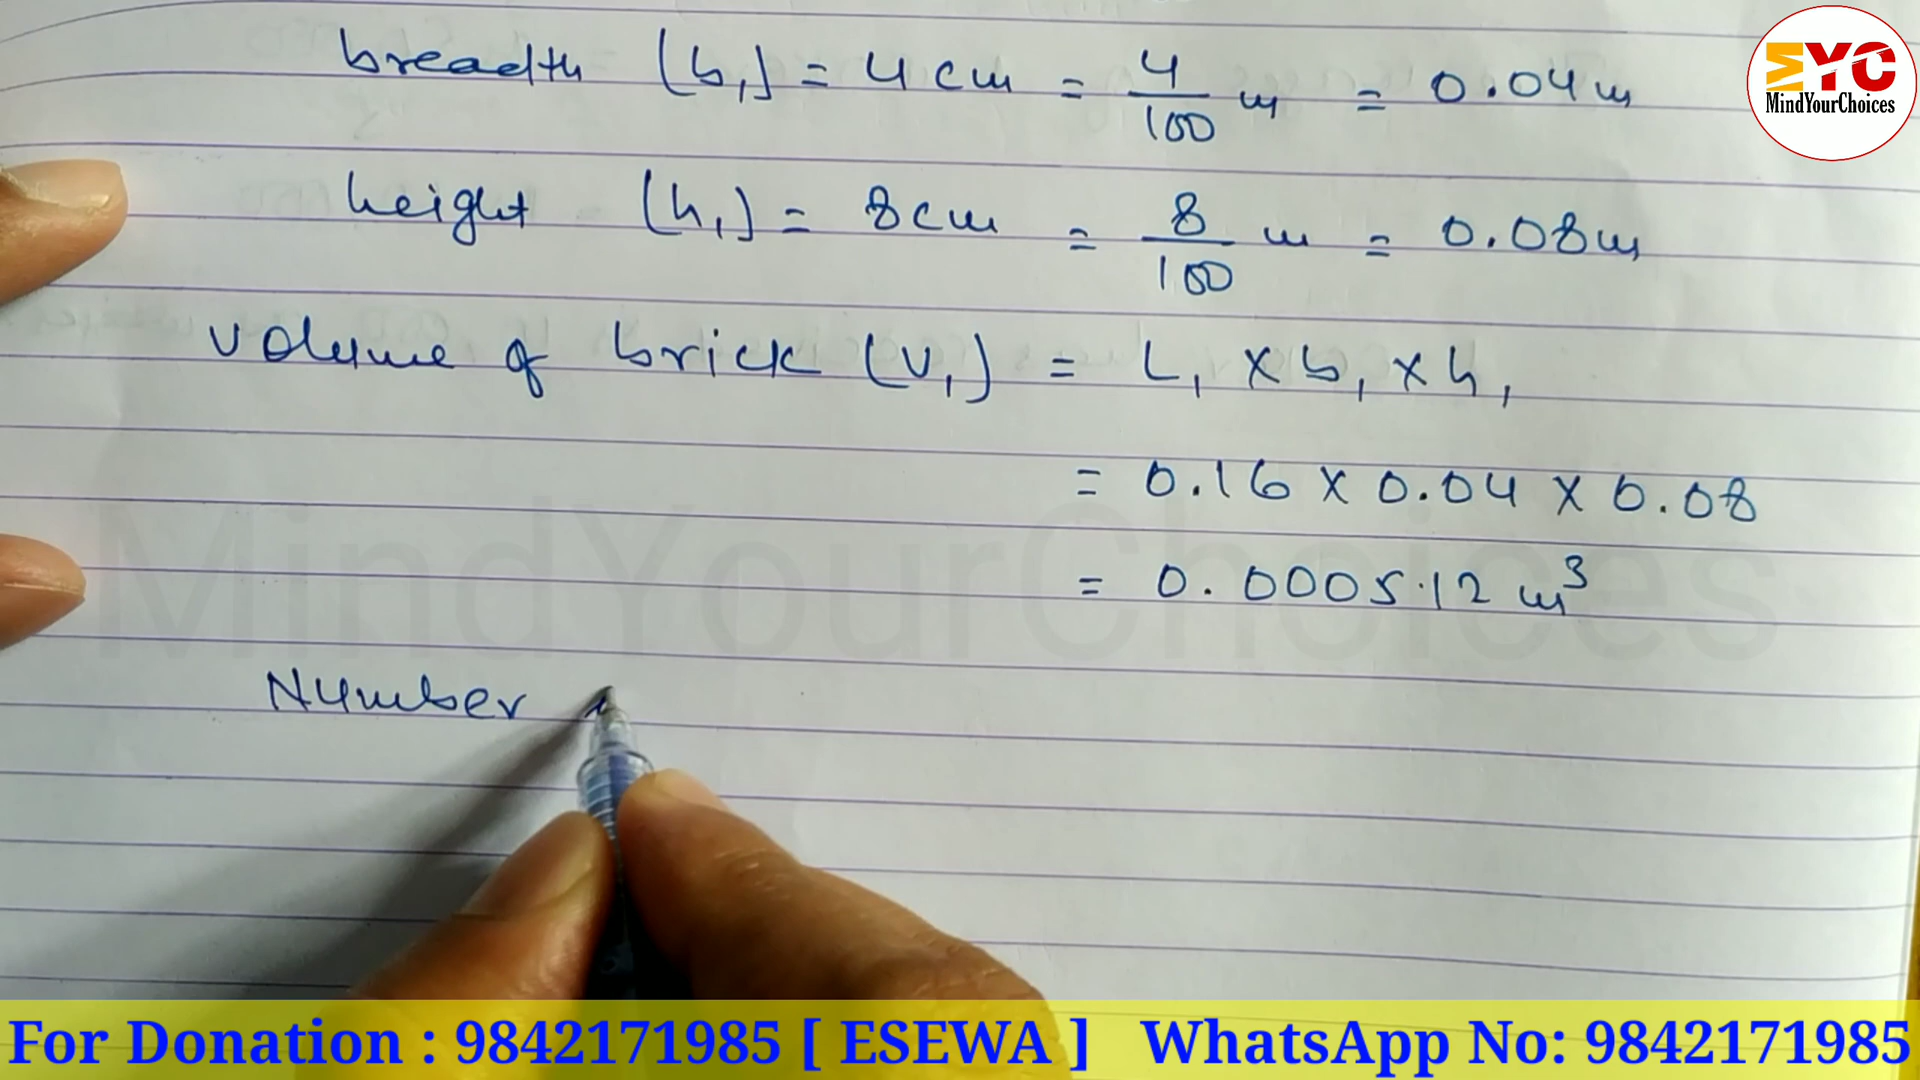 breadth (b₁) = 4 cm = 4/100 m = 0.04 m
MYC
MindYourChoices
height (h₁) = 8 cm = 8/100 m = 0.08 m
volume of brick (V₁) = L₁ × b₁ × h₁
= 0.16 × 0.04 × 0.08
= 0.000512 m³
MindYourChoices
Number
For Donation : 9842171985 [ ESEWA ] WhatsApp No: 9842171985